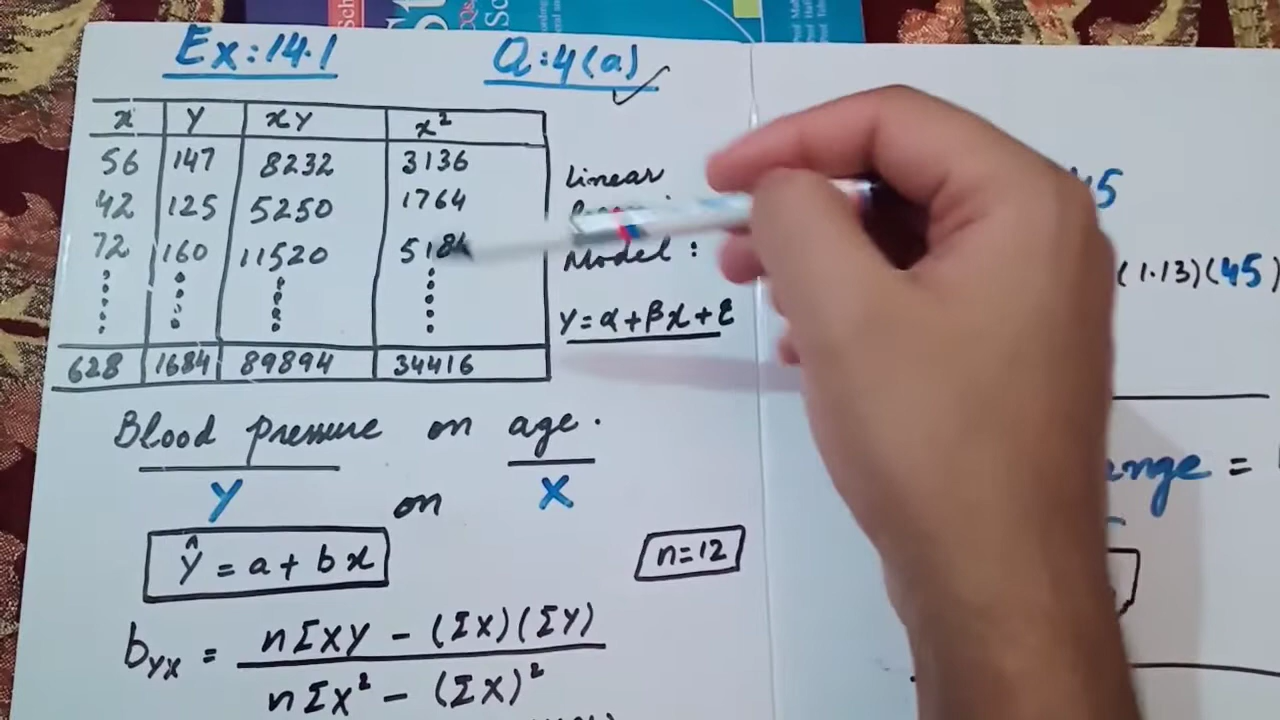 Ex:14.1 Q:4(a)
x Y xY x²
56 147 8232 3136
42 125 5250 1764
72 160 11520 5184
628 1684 89894 34416
Linear
Model:
Y=α+βx+ε
Blood pressure on age.
Y on X
Ŷ = a + bx
n=12
bYX = nΣXY - (ΣX)(ΣY)
nΣX² - (ΣX)²
45
(1.13)(45)
=